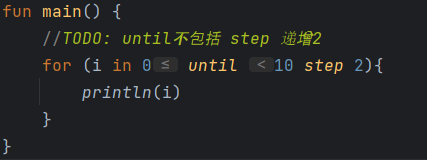 fun main() {
//TODO: until不包括 step 递增2
for (i in 0 ≤ until < 10 step 2){
println(i)
}
}